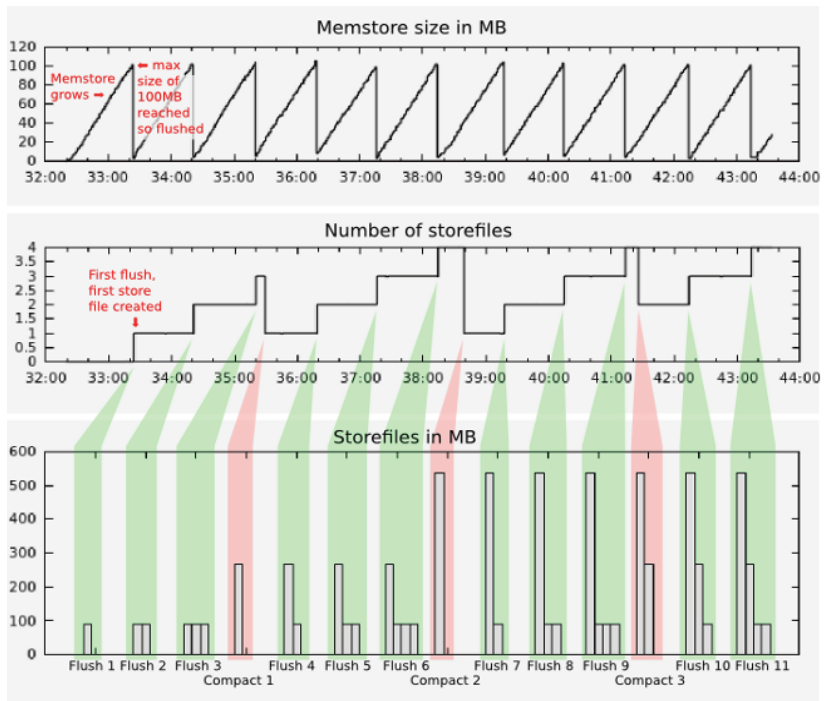 Memstore size in MB
120
100
80
60
40
20
0
Memstore
grows
max
size of
100MB
reached
so flushed
32:00 33:00 34:00 35:00 36:00 37:00 38:00 39:00 40:00 41:00 42:00 43:00 44:00
Number of storefiles
4
3.5
3
2.5
2
1.5
1
0.5
0
First flush,
first store
file created
32:00 33:00 34:00 35:00 36:00 37:00 38:00 39:00 40:00 41:00 42:00 43:00 44:00
Storefiles in MB
600
500
400
300
200
100
0
Flush 1 Flush 2 Flush 3 Flush 4 Flush 5 Flush 6 Flush 7 Flush 8 Flush 9 Flush 10 Flush 11
Compact 1 Compact 2 Compact 3